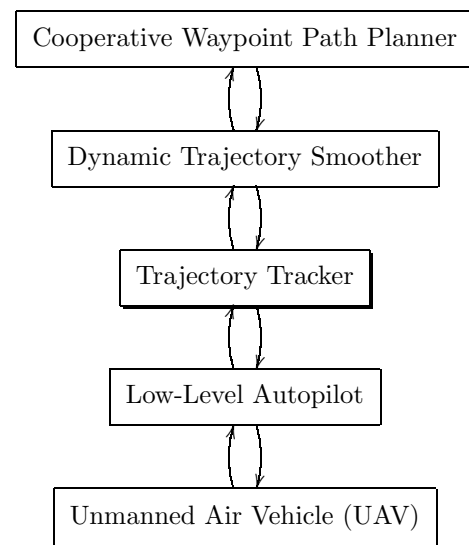 Cooperative Waypoint Path Planner
Dynamic Trajectory Smoother
Trajectory Tracker
Low-Level Autopilot
Unmanned Air Vehicle (UAV)